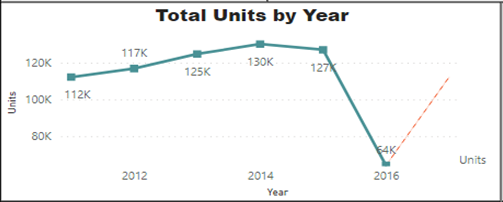 Total Units by Year
117K
130K
125K
127K
112K
64K
120K
100K
80K
Units
Units
2012
2014
2016
Year